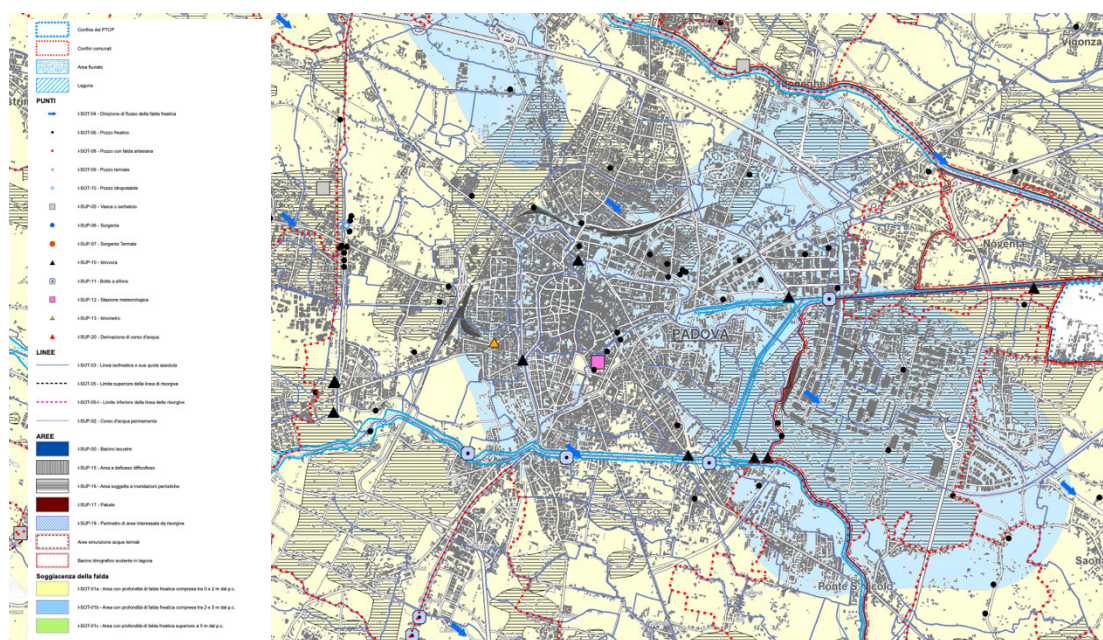 Confine del PTCP
Confini comunali
Area fluviale
Laguna
PUNTI
I-SOT-04 - Direzione di flusso della falda freatica
I-SOT-06 - Pozzo freatico
I-SOT-08 - Pozzo con falda artesiana
I-SOT-09 - Pozzo termale
I-SOT-10 - Pozzo idropotabile
I-SUP-05 - Vasca o serbatoio
I-SUP-06 - Sorgente
I-SUP-07 - Sorgente Termale
I-SUP-10 - Idrovora
I-SUP-11 - Botte a sifone
I-SUP-12 - Stazione meteorologica
I-SUP-13 - Idrometro
I-SUP-20 - Derivazione di corso d'acqua
LINEE
I-SOT-03 - Linea isofreatica e sua quota assoluta
I-SOT-05 - Limite superiore della linea di risorgive
I-SOT-05-I - Limite inferiore della linea delle risorgive
I-SUP-02 - Corso d'acqua permanente
AREE
I-SUP-00 - Bacino lacustre
I-SUP-15 - Area a deflusso difficoltoso
I-SUP-16 - Area soggetta a inondazioni periodiche
I-SUP-17 - Palude
I-SUP-18 - Perimetro di area interessata da risorgive
Area emunzione acque termali
Bacino idrografico scolante in laguna
Soggiacenza della falda
I-SOT-01a - Area con profondità di falda freatica compresa tra 0 e 2 m dal p.c.
I-SOT-01b - Area con profondità di falda freatica compresa tra 2 e 5 m dal p.c.
I-SOT-01c - Area con profondità di falda freatica superiore a 5 m dal p.c.
Vigonza
Peraga
Noventa
PADOVA
Saona